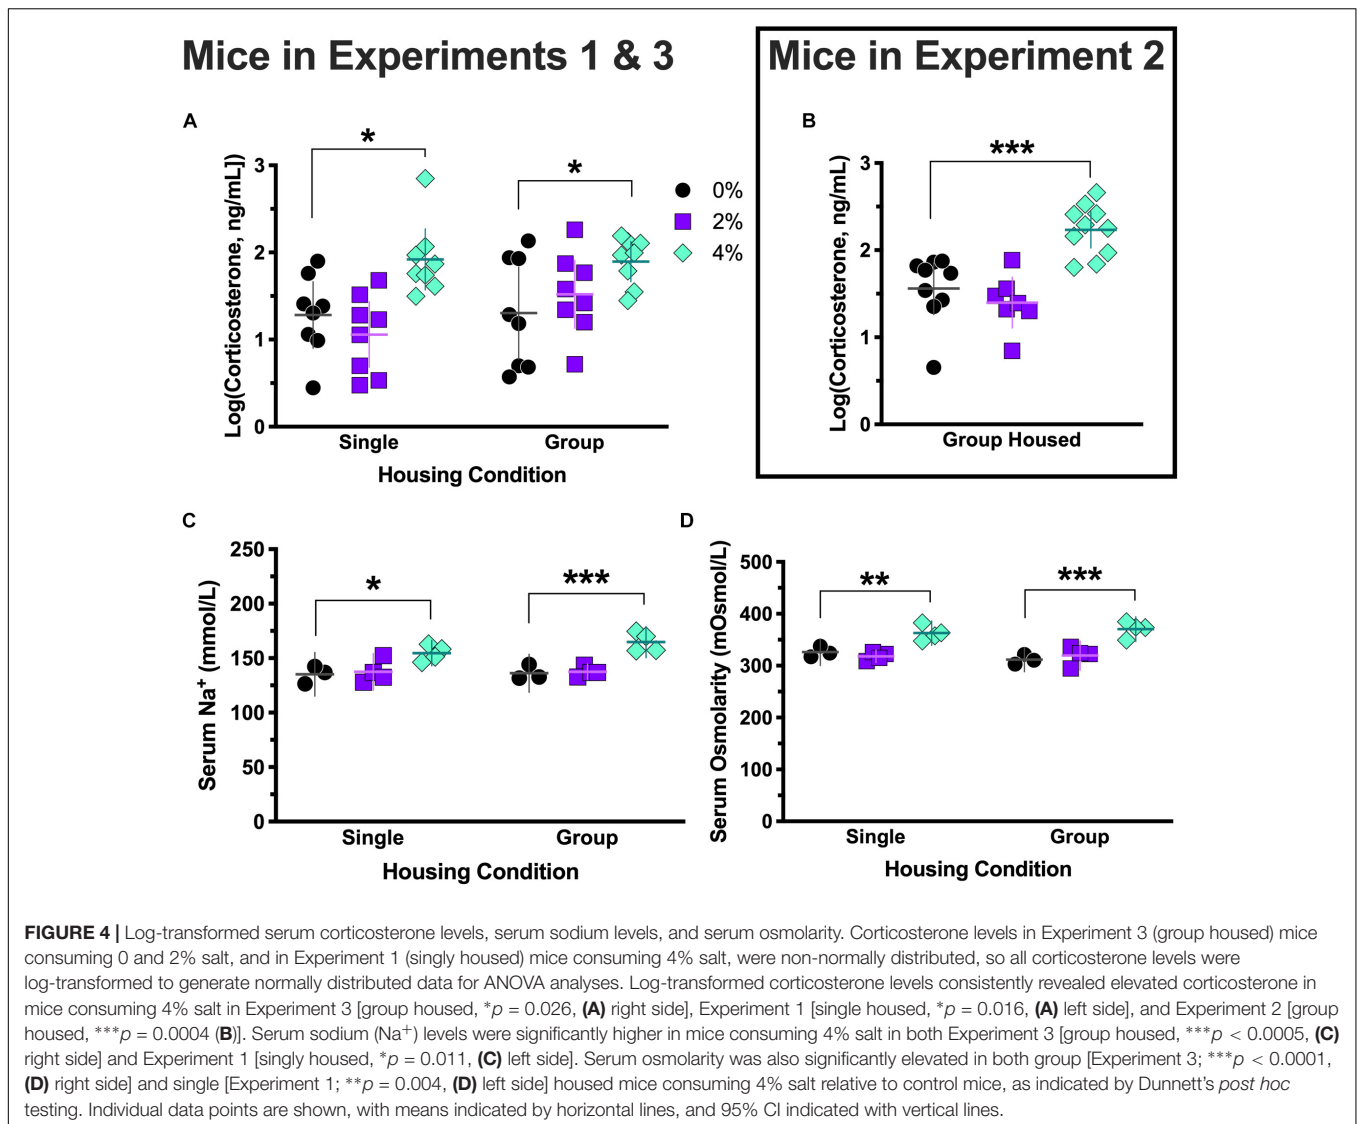 Mice in Experiments 1 & 3
Mice in Experiment 2
A
*
*
Log(Corticosterone, ng/mL])
3
2
1
0
Single
Group
Housing Condition
0%
2%
4%
B
***
Log(Corticosterone, ng/mL)
3
2
1
0
Group Housed
C
*
***
Serum Na⁺ (mmol/L)
250
200
150
100
50
0
Single
Group
Housing Condition
D
**
***
Serum Osmolarity (mOsmol/L)
500
400
300
200
100
0
Single
Group
Housing Condition
FIGURE 4 | Log-transformed serum corticosterone levels, serum sodium levels, and serum osmolarity. Corticosterone levels in Experiment 3 (group housed) mice
consuming 0 and 2% salt, and in Experiment 1 (singly housed) mice consuming 4% salt, were non-normally distributed, so all corticosterone levels were
log-transformed to generate normally distributed data for ANOVA analyses. Log-transformed corticosterone levels consistently revealed elevated corticosterone in
mice consuming 4% salt in Experiment 3 [group housed, *p = 0.026, (A) right side], Experiment 1 [single housed, *p = 0.016, (A) left side], and Experiment 2 [group
housed, ***p = 0.0004 (B)]. Serum sodium (Na⁺) levels were significantly higher in mice consuming 4% salt in both Experiment 3 [group housed, ***p < 0.0005, (C)
right side] and Experiment 1 [singly housed, *p = 0.011, (C) left side]. Serum osmolarity was also significantly elevated in both group [Experiment 3; ***p < 0.0001,
(D) right side] and single [Experiment 1; **p = 0.004, (D) left side] housed mice consuming 4% salt relative to control mice, as indicated by Dunnett's post hoc
testing. Individual data points are shown, with means indicated by horizontal lines, and 95% CI indicated with vertical lines.